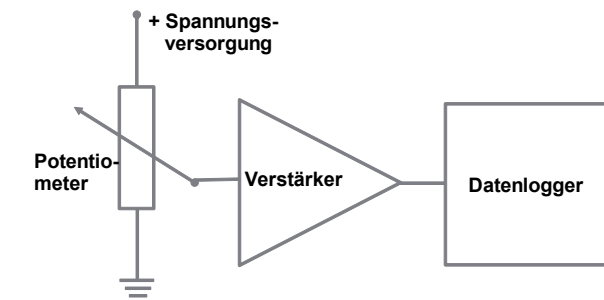 + Spannungs-
versorgung
Potentio-
meter
Verstärker
Datenlogger